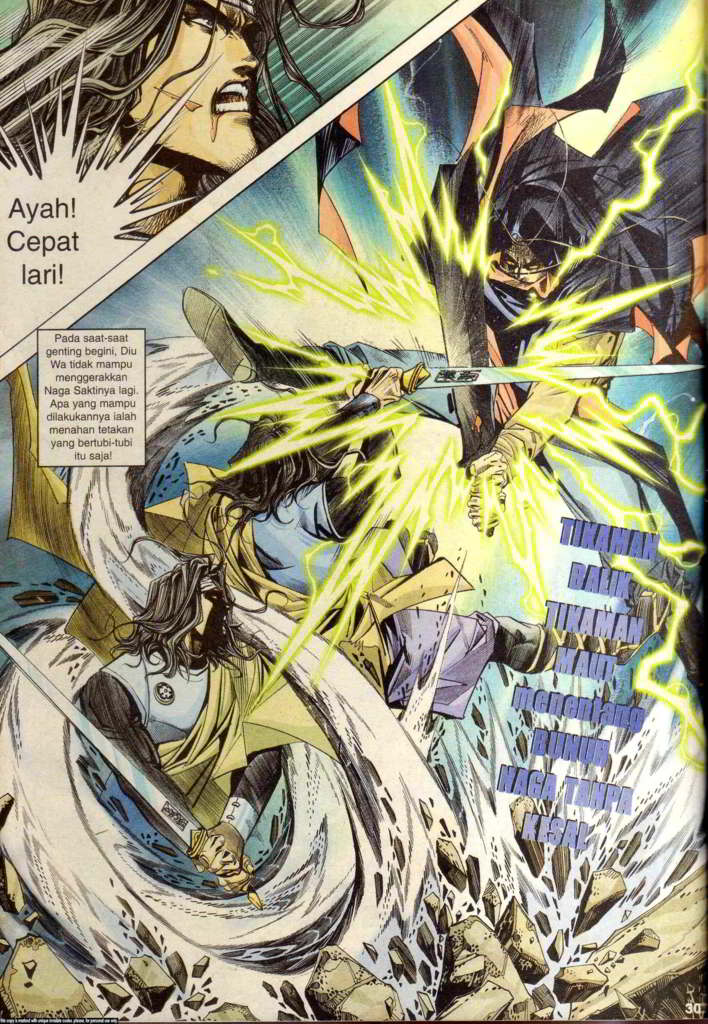 Ayah!
Cepat
lari!
Pada saat-saat
genting begini, Diu
Wa tidak mampu
menggerakkan
Naga Saktinya lagi.
Apa yang mampu
dilakukannya ialah
menahan tetakan
yang bertubi-tubi
itu saja!
TIKAMAN
BALIK
TIKAMAN
MAUT
menentang
BUNUH
NAGA TANPA
KESAL
30